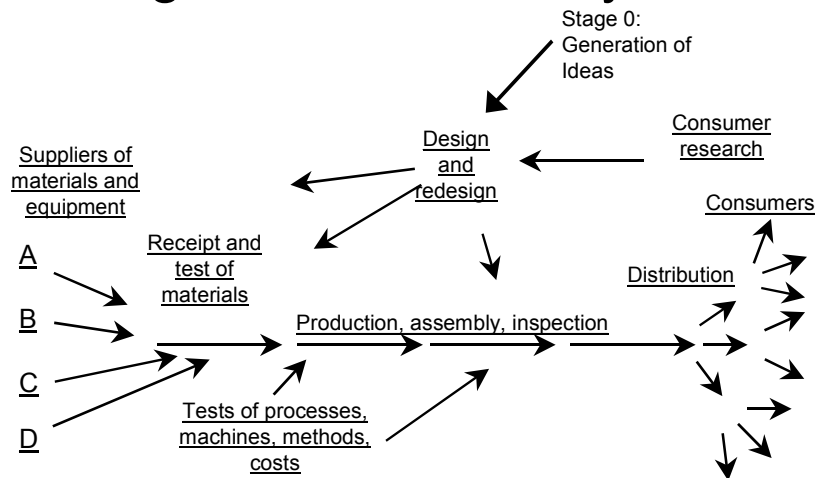 Stage 0:
Generation of
Ideas
Design
and
redesign
Consumer
research
Suppliers of
materials and
equipment
Consumers
A
Receipt and
test of
materials
Distribution
B
Production, assembly, inspection
C
Tests of processes,
machines, methods,
costs
D